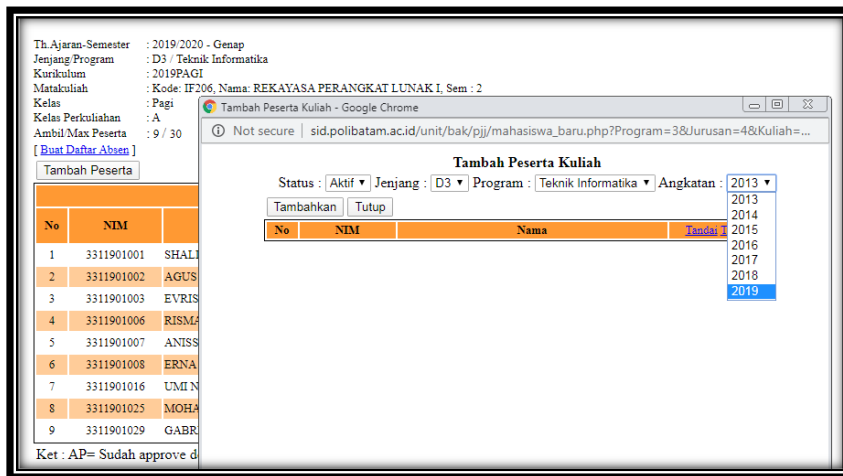 Th.Ajaran-Semester : 2019/2020 - Genap
Jenjang/Program : D3 / Teknik Informatika
Kurikulum : 2019PAGI
Matakuliah : Kode: IF206, Nama: REKAYASA PERANGKAT LUNAK I, Sem : 2
Kelas : Pagi
Kelas Perkuliahan : A
Ambil/Max Peserta : 9 / 30
[ Buat Daftar Absen ]
Tambah Peserta
No NIM
1 3311901001 SHALI
2 3311901002 AGUS
3 3311901003 EVRIS
4 3311901006 RISMA
5 3311901007 ANISS
6 3311901008 ERNA
7 3311901016 UMI N
8 3311901025 MOHA
9 3311901029 GABR
Ket : AP= Sudah approve d
Tambah Peserta Kuliah - Google Chrome
Not secure | sid.polibatam.ac.id/unit/bak/pjj/mahasiswa_baru.php?Program=3&Jurusan=4&Kuliah=...
Tambah Peserta Kuliah
Status : Aktif Jenjang : D3 Program : Teknik Informatika Angkatan : 2013
Tambahkan Tutup
No NIM Nama Tandai T
2013
2014
2015
2016
2017
2018
2019